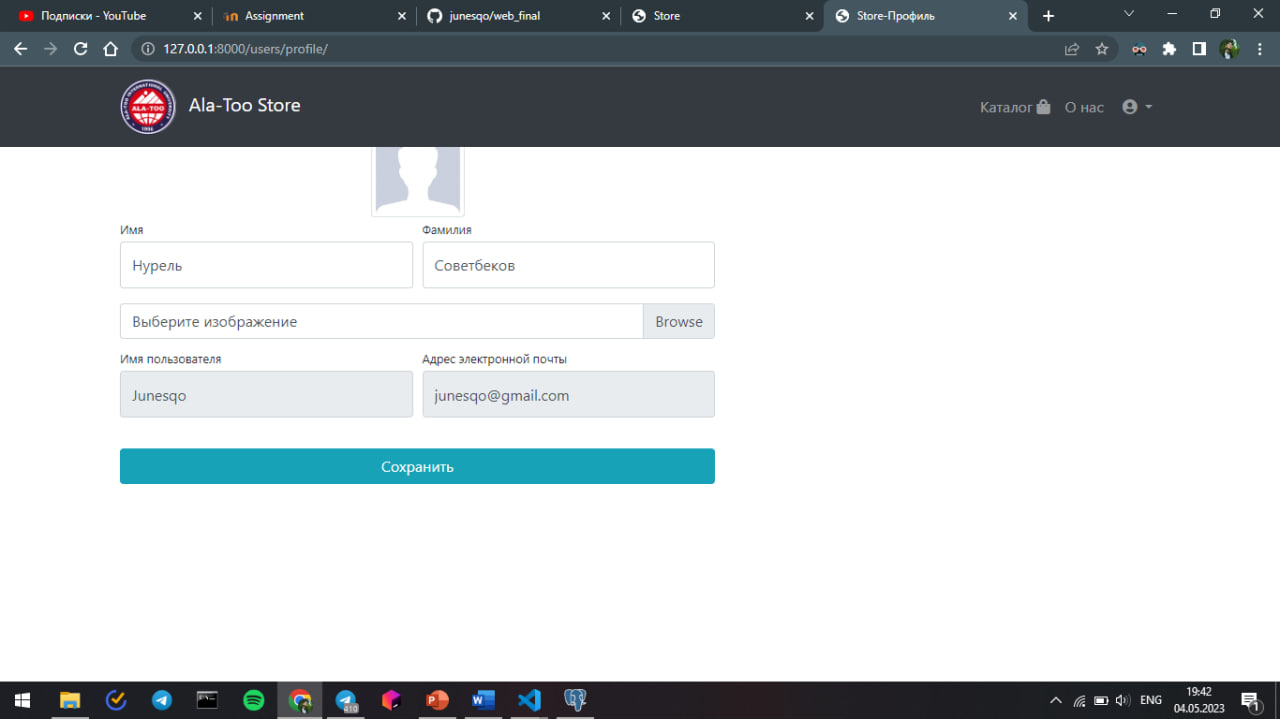 Подписки - YouTube
Assignment
junesqo/web_final
Store
Store-Профиль
127.0.0.1:8000/users/profile/
ALA-TOO
Ala-Too Store
Каталог
О нас
Имя
Фамилия
Нурель
Советбеков
Выберите изображение
Browse
Имя пользователя
Адрес электронной почты
Junesqo
junesqo@gmail.com
Сохранить
410
ENG
19:42
04.05.2023
1